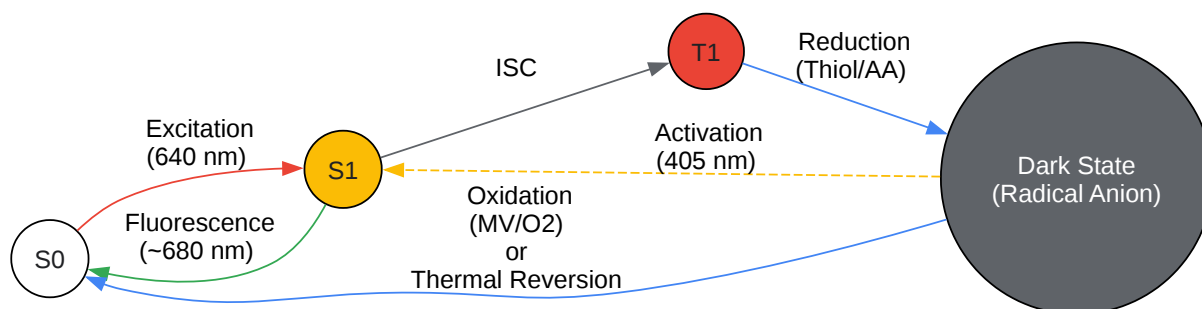 T1
Reduction
(Thiol/AA)
ISC
Excitation
(640 nm)
Activation
(405 nm)
S1
Dark State
(Radical Anion)
Fluorescence
(~680 nm)
Oxidation
(MV/O2)
or
Thermal Reversion
S0